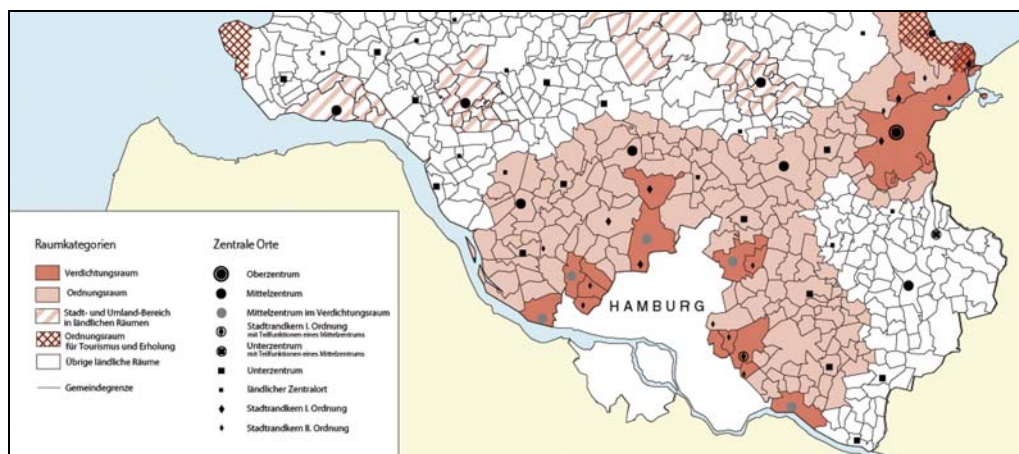 HAMBURG
Raumkategorien
Verdichtungsraum
Ordnungsraum
Stadt- und Umland-Bereich
in ländlichen Räumen
Ordnungsraum
für Tourismus und Erholung
Übrige ländliche Räume
Gemeindegrenze
Zentrale Orte
Oberzentrum
Mittelzentrum
Mittelzentrum im Verdichtungsraum
Stadtrandkern I. Ordnung
mit Teilfunktionen eines Mittelzentrums
Unterzentrum
mit Teilfunktionen eines Mittelzentrums
Unterzentrum
ländlicher Zentralort
Stadtrandkern I. Ordnung
Stadtrandkern II. Ordnung